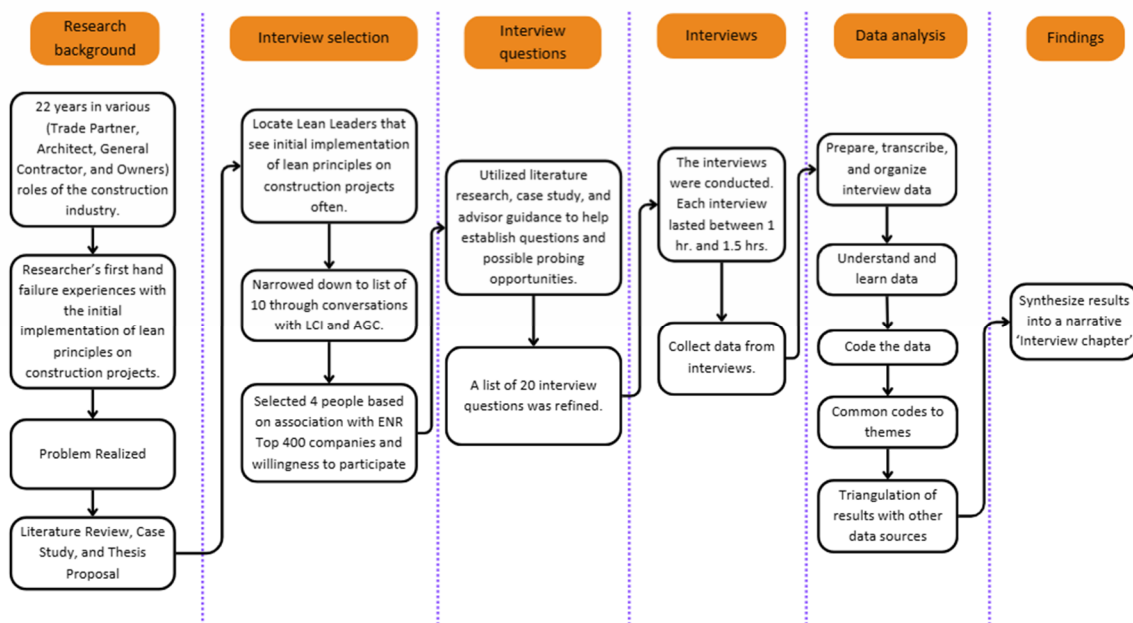 Research
background
22 years in various
(Trade Partner,
Architect, General
Contractor, and Owners)
roles of the construction
industry.
Researcher's first hand
failure experiences with
the initial
implementation of lean
principles on
construction projects.
Problem Realized
Literature Review, Case
Study, and Thesis
Proposal
Interview selection
Locate Lean Leaders that
see initial implementation
of lean principles on
construction projects
often.
Narrowed down to list of
10 through conversations
with LCI and AGC.
Selected 4 people based
on association with ENR
Top 400 companies and
willingness to participate
Interview
questions
Utilized literature
research, case study, and
advisor guidance to help
establish questions and
possible probing
opportunities.
A list of 20 interview
questions was refined.
Interviews
The interviews
were conducted.
Each interview
lasted between 1
hr. and 1.5 hrs.
Collect data from
interviews.
Data analysis
Prepare, transcribe,
and organize
interview data
Understand and
learn data
Code the data
Common codes to
themes
Triangulation of
results with other
data sources
Findings
Synthesize results
into a narrative
'Interview chapter'